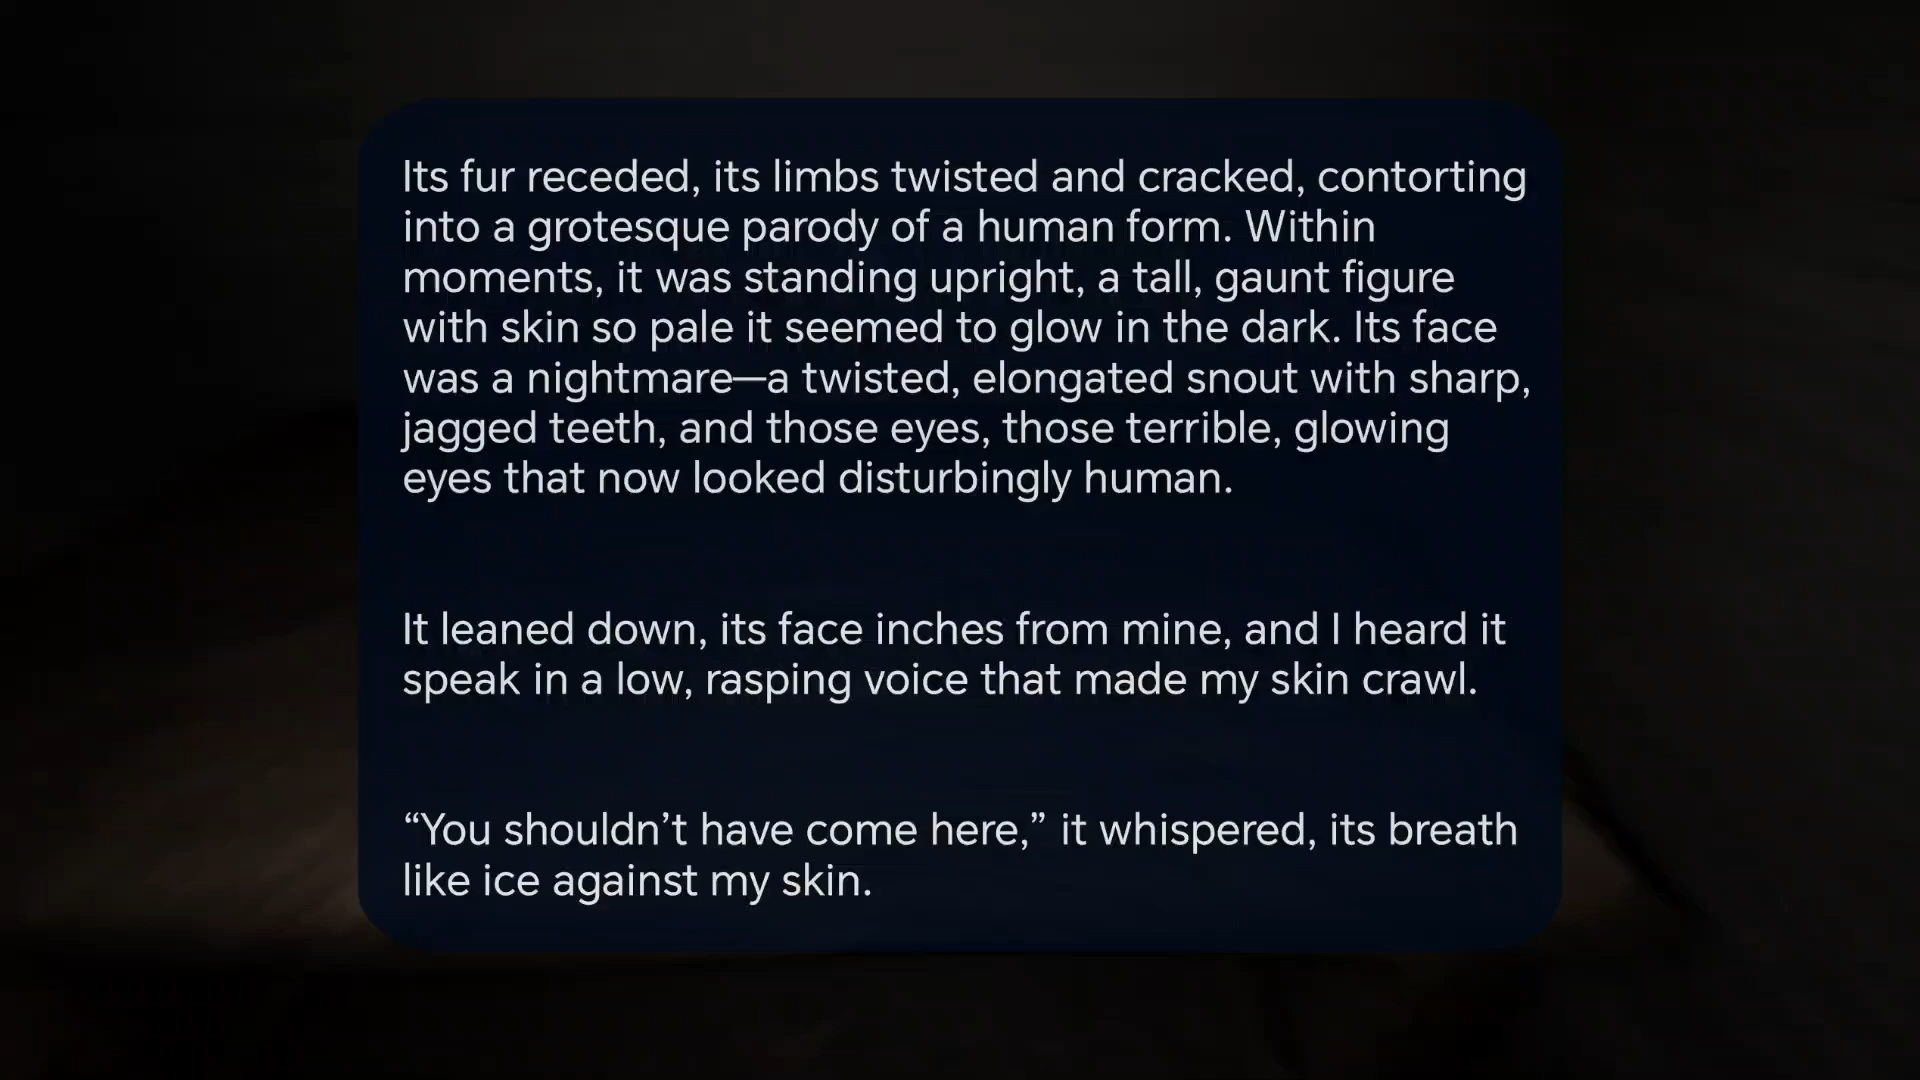 Its fur receded, its limbs twisted and cracked, contorting
into a grotesque parody of a human form. Within
moments, it was standing upright, a tall, gaunt figure
with skin so pale it seemed to glow in the dark. Its face
was a nightmare—a twisted, elongated snout with sharp,
jagged teeth, and those eyes, those terrible, glowing
eyes that now looked disturbingly human.
It leaned down, its face inches from mine, and I heard it
speak in a low, rasping voice that made my skin crawl.
“You shouldn’t have come here,” it whispered, its breath
like ice against my skin.